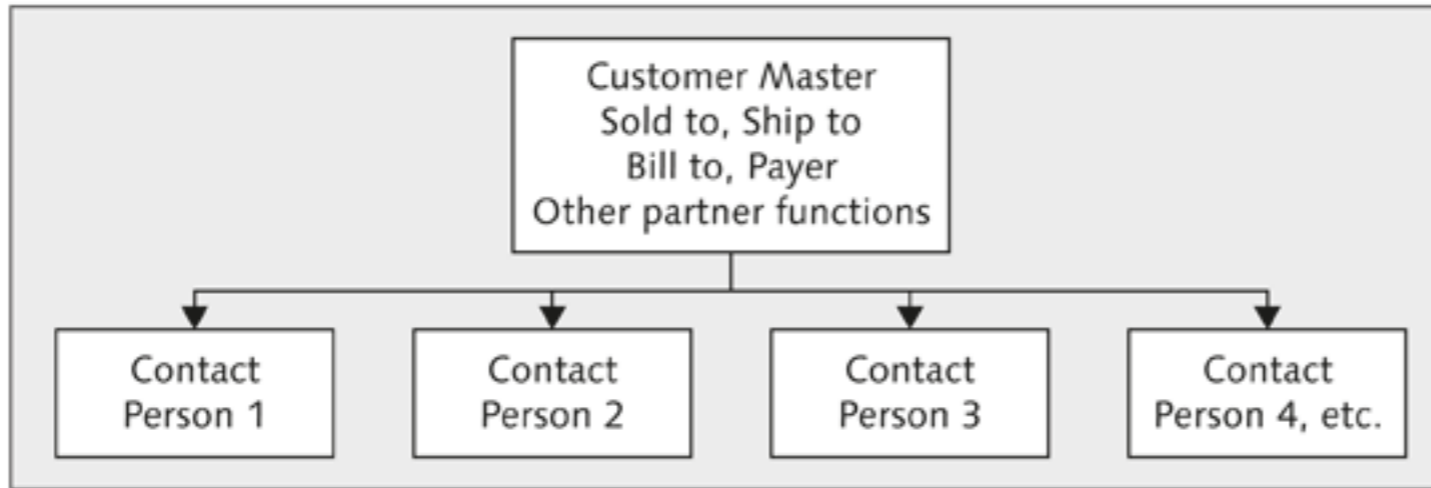 Customer Master
Sold to, Ship to
Bill to, Payer
Other partner functions
Contact
Person 1
Contact
Person 2
Contact
Person 3
Contact
Person 4, etc.